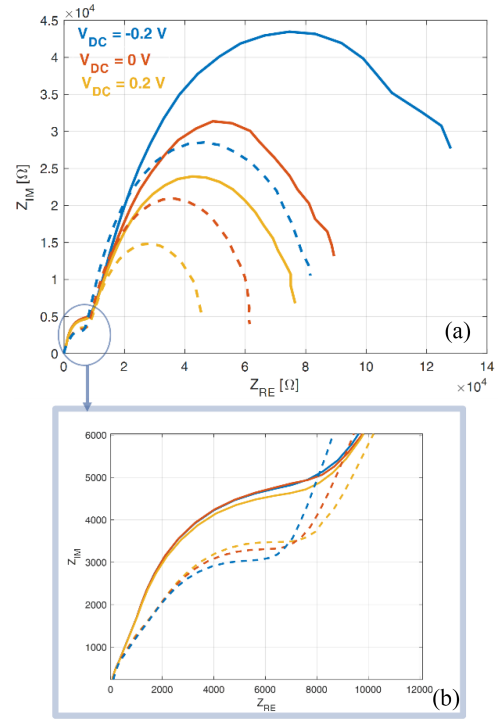 × 10⁴
4.5
4
3.5
3
2.5
2
1.5
1
0.5
0
Z_IM [Ω]
V_DC = -0.2 V
V_DC = 0 V
V_DC = 0.2 V
(a)
0 2 4 6 8 10 12 14
Z_RE [Ω]
× 10⁴
6000
5000
4000
3000
2000
1000
Z_IM
0 2000 4000 6000 8000 10000 12000
Z_RE
(b)